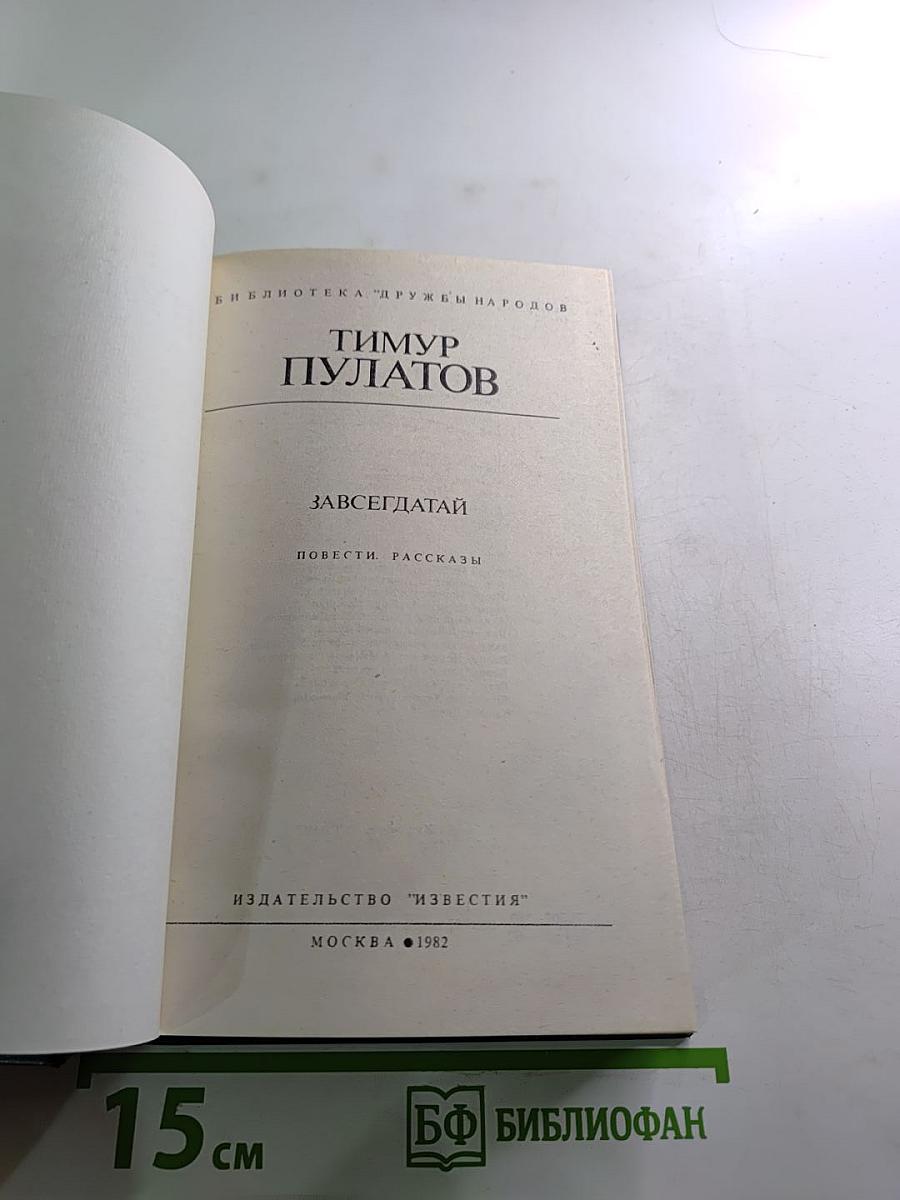 БИБЛИОТЕКА "ДРУЖБЫ НАРОДОВ
ТИМУР
ПУЛАТОВ
ЗАВСЕГДАТАЙ
ПОВЕСТИ. РАССКАЗЫ
ИЗДАТЕЛЬСТВО "ИЗВЕСТИЯ"
МОСКВА ● 1982
15 см
БФ БИБЛИОФАН